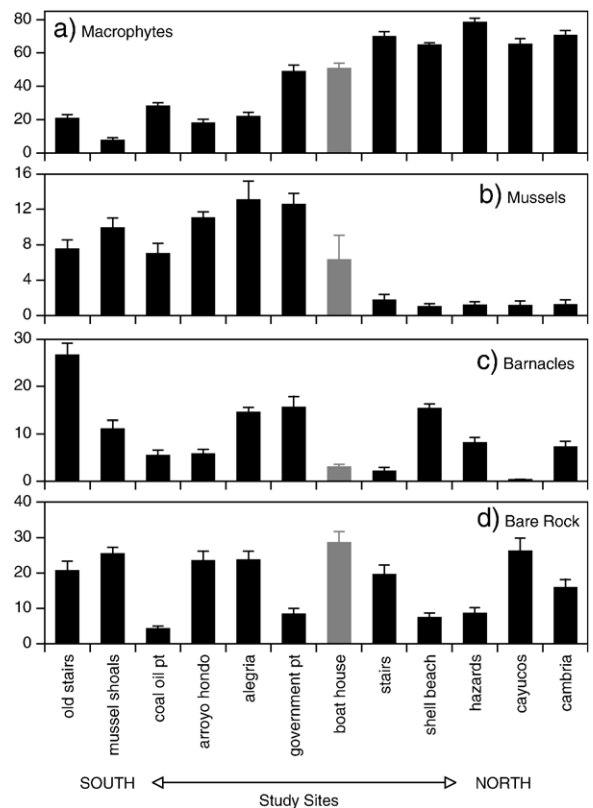 a) Macrophytes
80
60
40
20
0
b) Mussels
16
12
8
4
0
c) Barnacles
30
20
10
0
d) Bare Rock
40
30
20
10
0
old stairs
mussel shoals
coal oil pt
arroyo hondo
alegria
government pt
boat house
stairs
shell beach
hazards
cayucos
cambria
SOUTH NORTH
Study Sites